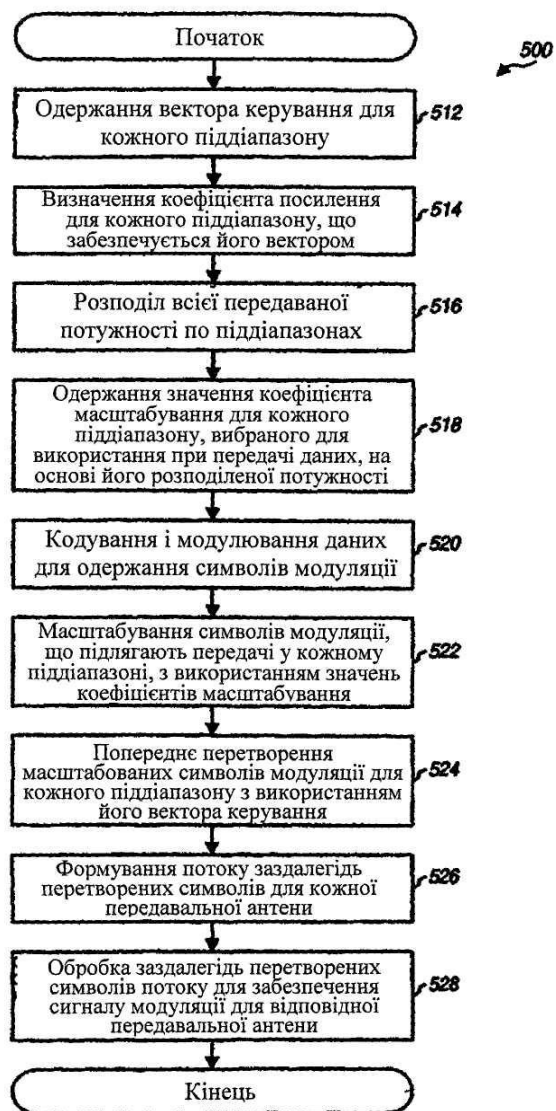 Початок
500
Одержання вектора керування для
кожного піддіапазону
512
Визначення коефіцієнта посилення
для кожного піддіапазону, що
забезпечується його вектором
514
Розподіл всієї передаваної
потужності по піддіапазонах
516
Одержання значення коефіцієнта
масштабування для кожного
піддіапазону, вибраного для
використання при передачі даних, на
основі його розподіленої потужності
518
Кодування і модулювання даних
для одержання символів модуляції
520
Масштабування символів модуляції,
що підлягають передачі у кожному
піддіапазоні, з використанням значень
коефіцієнтів масштабування
522
Попереднє перетворення
масштабованих символів модуляції для
кожного піддіапазону з використанням
його вектора керування
524
Формування потоку заздалегідь
перетворених символів для кожної
передавальної антени
526
Обробка заздалегідь перетворених
символів потоку для забезпечення
сигналу модуляції для відповідної
передавальної антени
528
Кінець